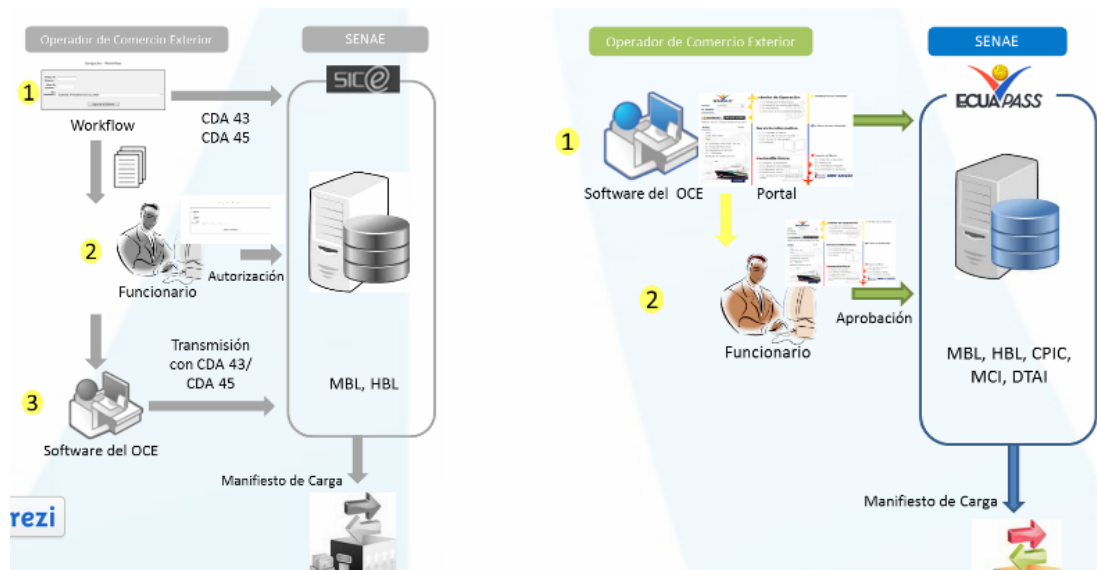 Operador de Comercio Exterior
SENAE
SICE
1
Workflow
CDA 43
CDA 45
2
Funcionario
Autorización
3
Transmisión
con CDA 43/
CDA 45
MBL, HBL
Software del OCE
Manifiesto de Carga
rezi
Operador de Comercio Exterior
SENAE
ECUAPASS
1
Software del OCE
Portal
2
Aprobación
Funcionario
MBL, HBL, CPIC,
MCI, DTAI
Manifiesto de Carga